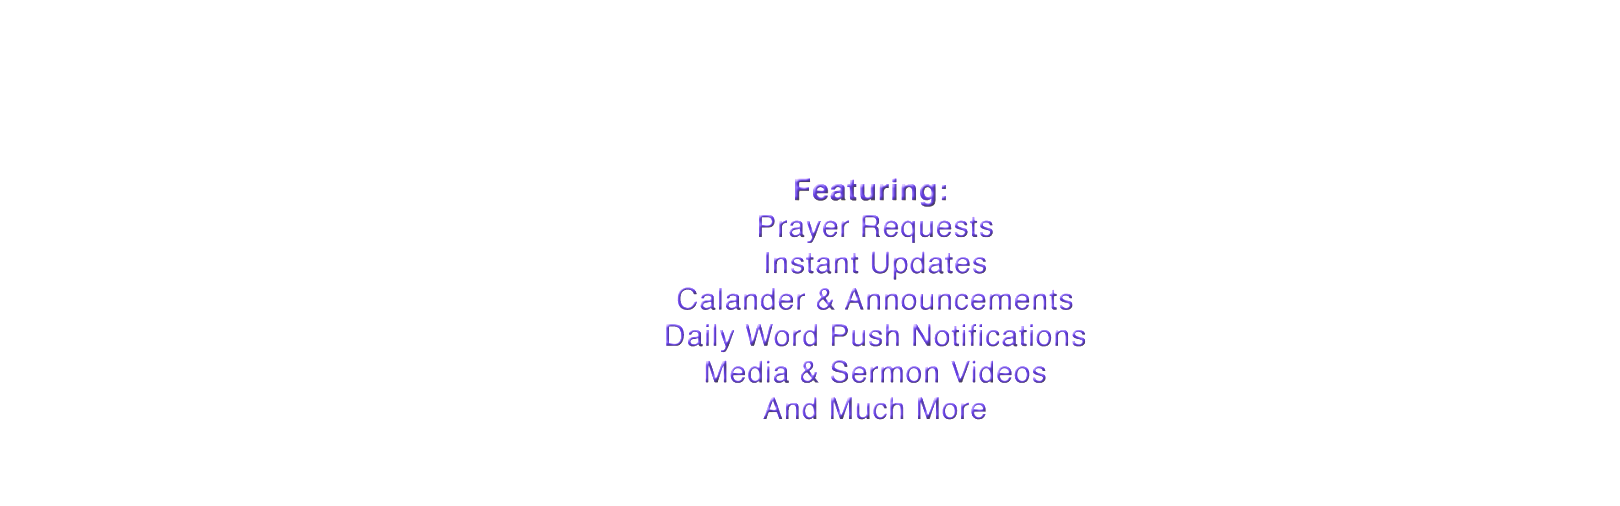 Featuring:
Prayer Requests
Instant Updates
Calander & Announcements
Daily Word Push Notifications
Media & Sermon Videos
And Much More